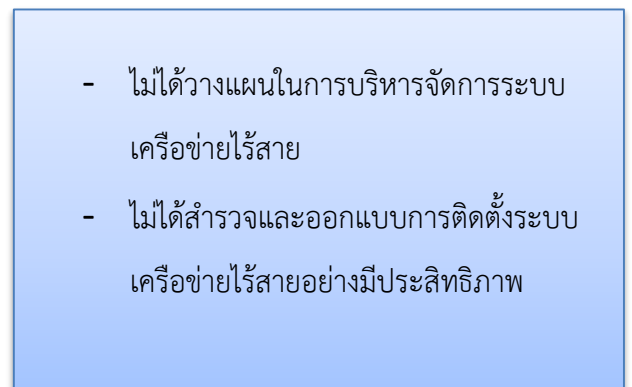 - ไม่ได้วางแผนในการบริหารจัดการระบบ
เครือข่ายไร้สาย
- ไม่ได้สำรวจและออกแบบการติดตั้งระบบ
เครือข่ายไร้สายอย่างมีประสิทธิภาพ